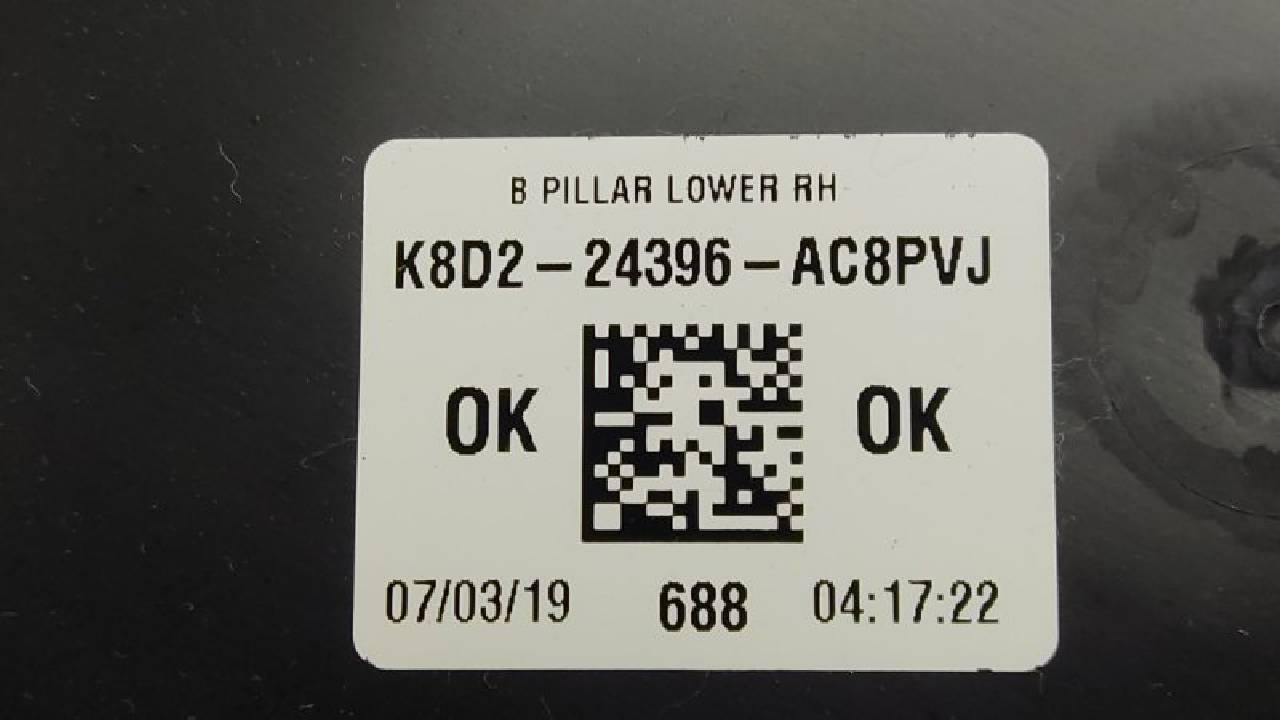 B PILLAR LOWER RH
K8D2-24396-AC8PVJ
OK OK
07/03/19 688 04:17:22